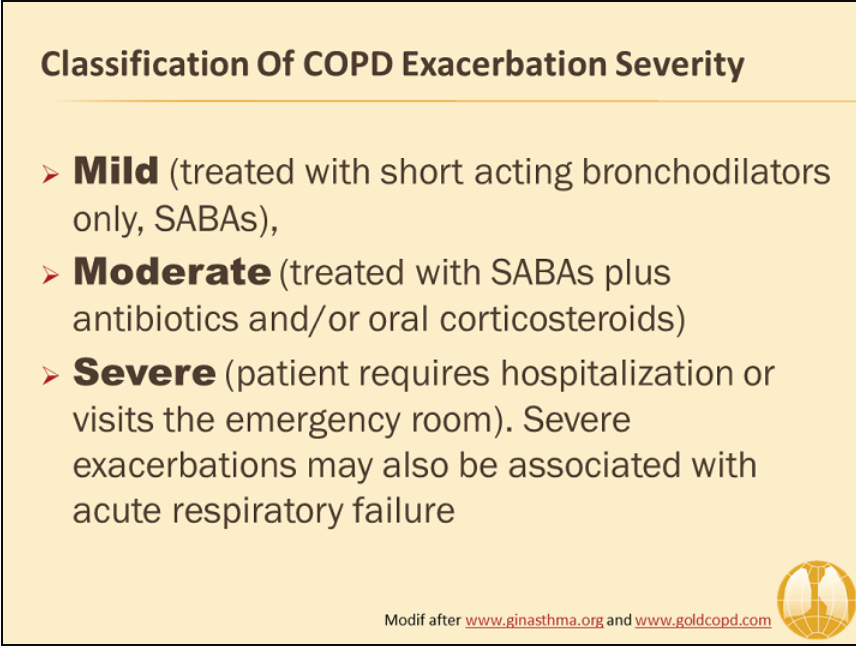 Classification Of COPD Exacerbation Severity
➢ Mild (treated with short acting bronchodilators
only, SABAs),
➢ Moderate (treated with SABAs plus
antibiotics and/or oral corticosteroids)
➢ Severe (patient requires hospitalization or
visits the emergency room). Severe
exacerbations may also be associated with
acute respiratory failure
Modif after www.ginasthma.org and www.goldcopd.com